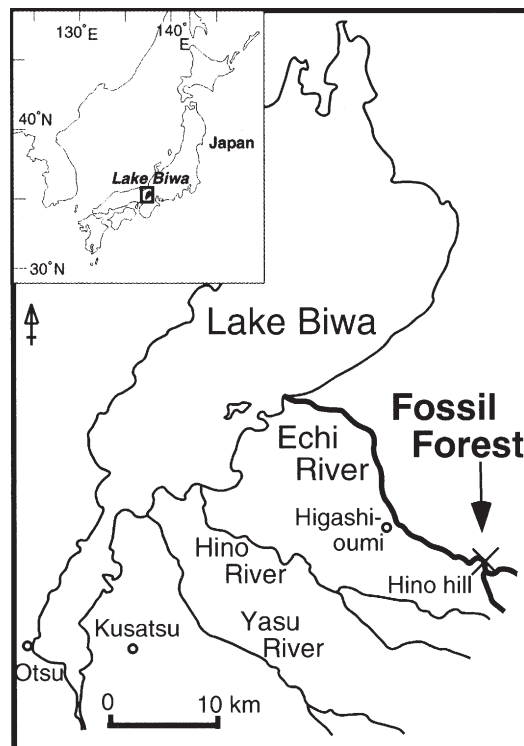 130°
140°
E
40°N
Japan
Lake Biwa
30°N
Lake Biwa
Fossil
Forest
Echi
River
Higashi-
oumi
Hino
River
Hino hill
Yasu
River
Kusatsu
Otsu
0
10 km